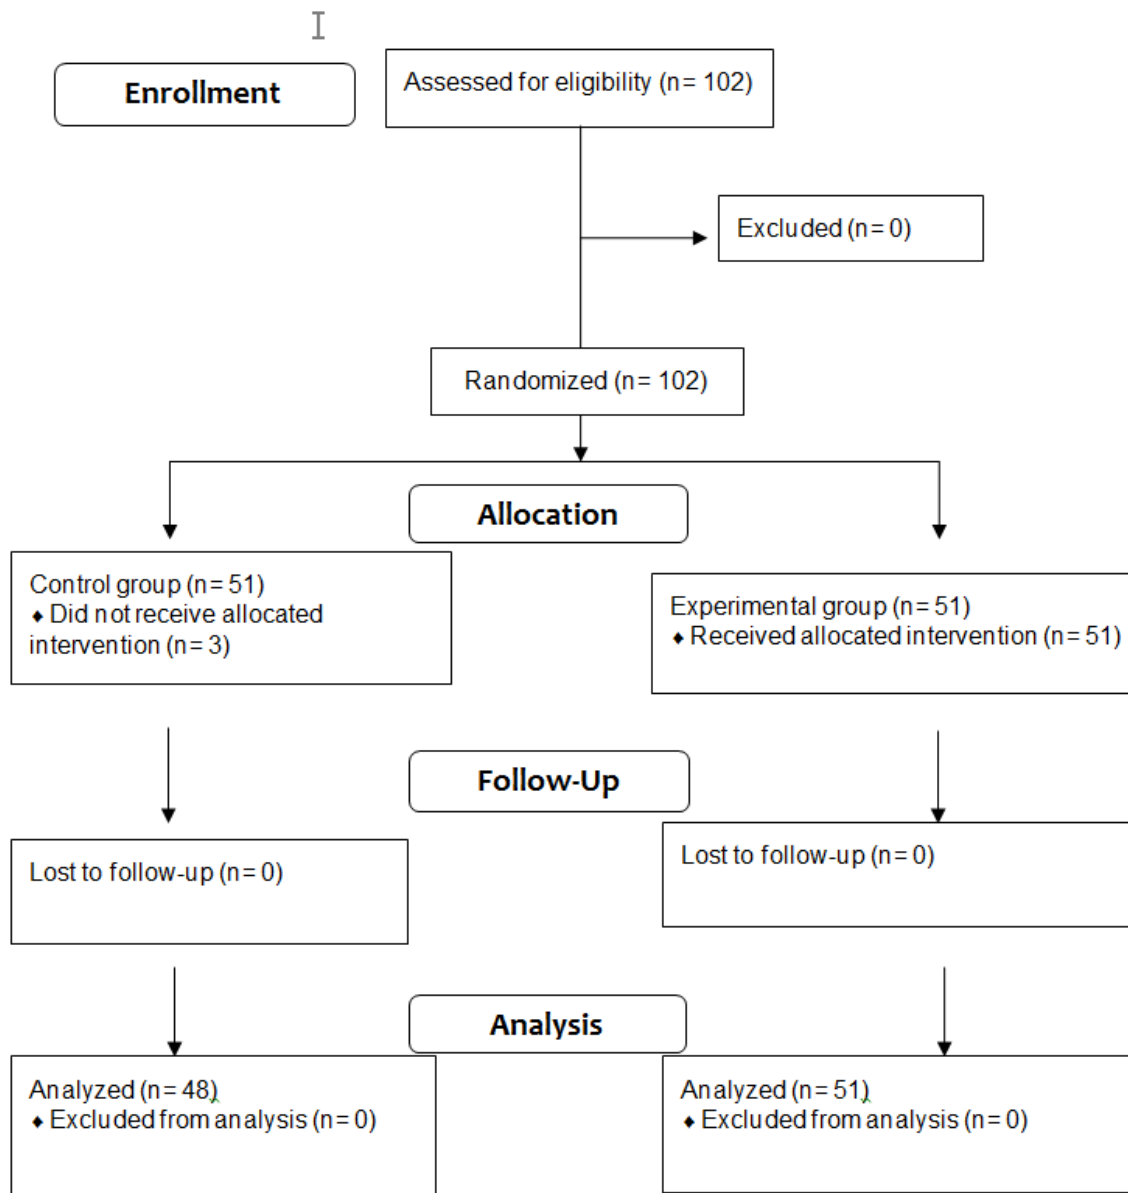 Enrollment
Assessed for eligibility (n= 102)
Excluded (n= 0)
Randomized (n= 102)
Allocation
Control group (n= 51)
♦ Did not receive allocated
intervention (n= 3)
Experimental group (n= 51)
♦ Received allocated intervention (n= 51)
Follow-Up
Lost to follow-up (n= 0)
Lost to follow-up (n= 0)
Analysis
Analyzed (n= 48)
♦ Excluded from analysis (n= 0)
Analyzed (n= 51)
♦ Excluded from analysis (n= 0)